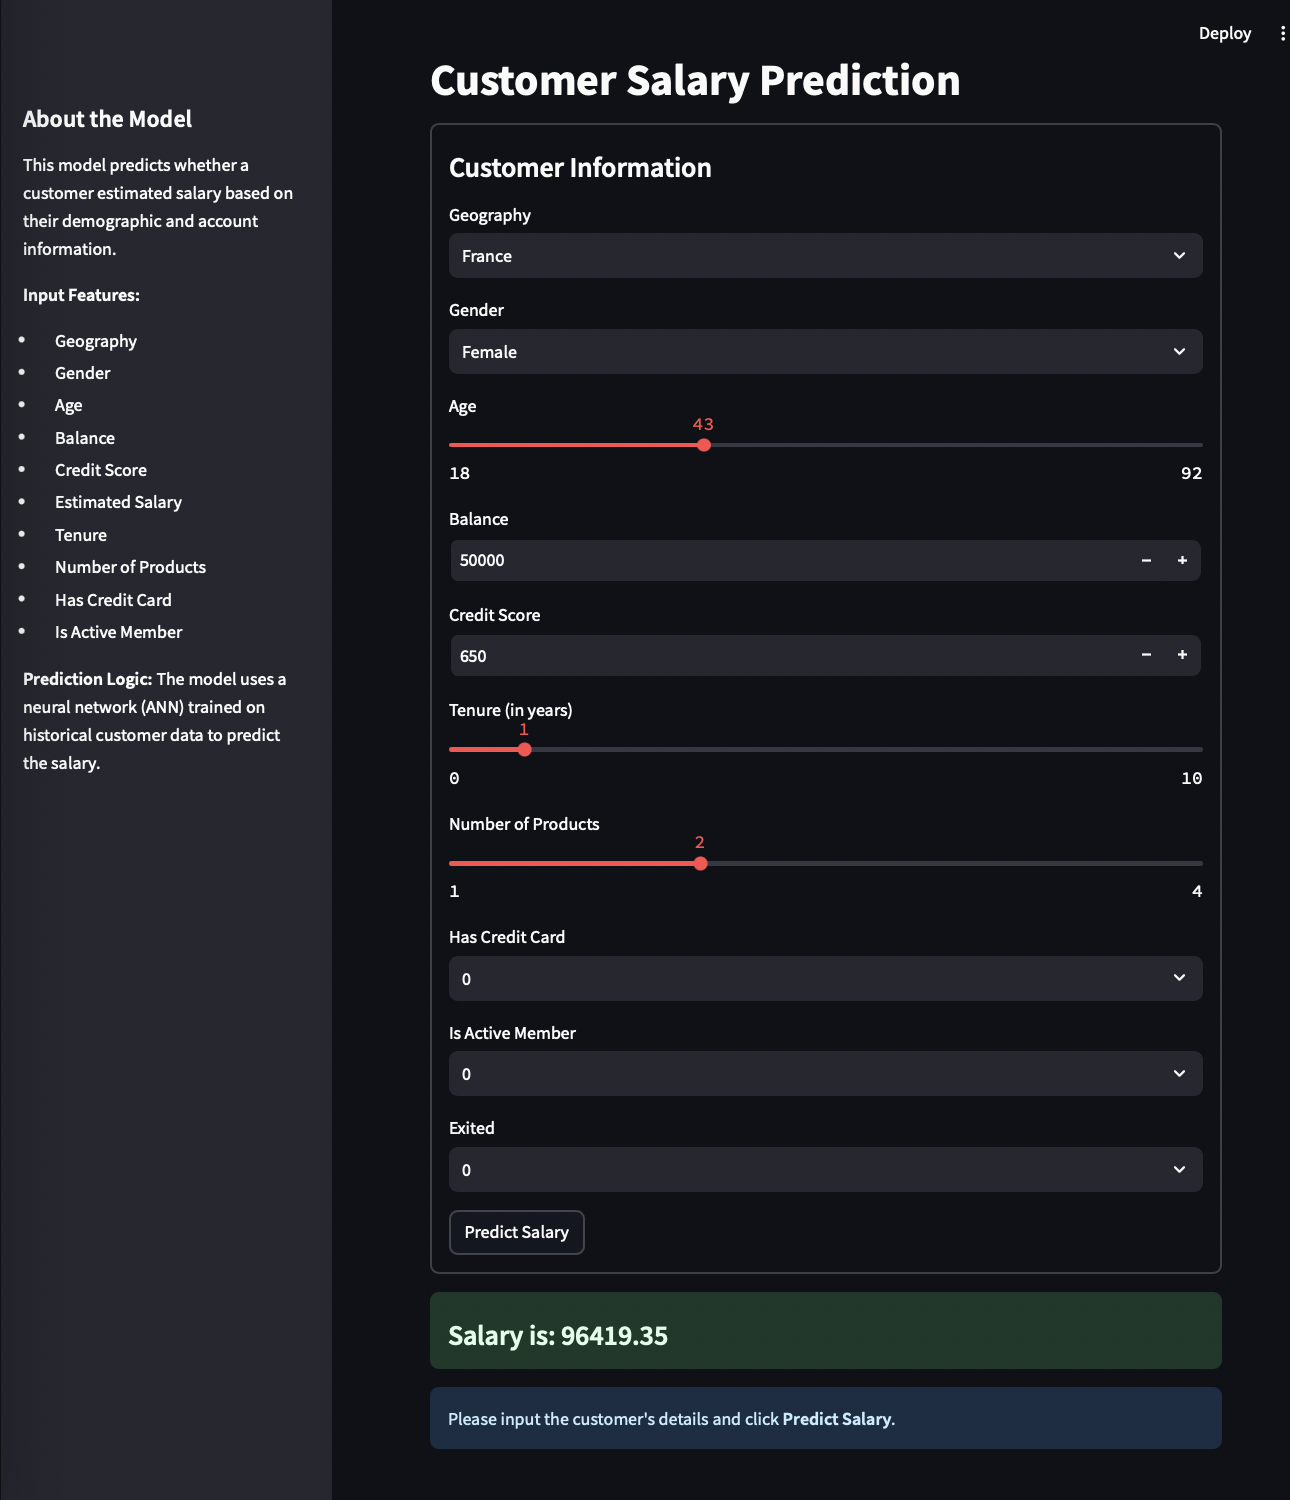 Deploy
About the Model
This model predicts whether a
customer estimated salary based on
their demographic and account
information.
Input Features:
• Geography
• Gender
• Age
• Balance
• Credit Score
• Estimated Salary
• Tenure
• Number of Products
• Has Credit Card
• Is Active Member
Prediction Logic: The model uses a
neural network (ANN) trained on
historical customer data to predict
the salary.
Customer Salary Prediction
Customer Information
Geography
France
Gender
Female
Age
43
18 92
Balance
50000 − +
Credit Score
650 − +
Tenure (in years)
1
0 10
Number of Products
2
1 4
Has Credit Card
0
Is Active Member
0
Exited
0
Predict Salary
Salary is: 96419.35
Please input the customer's details and click Predict Salary.